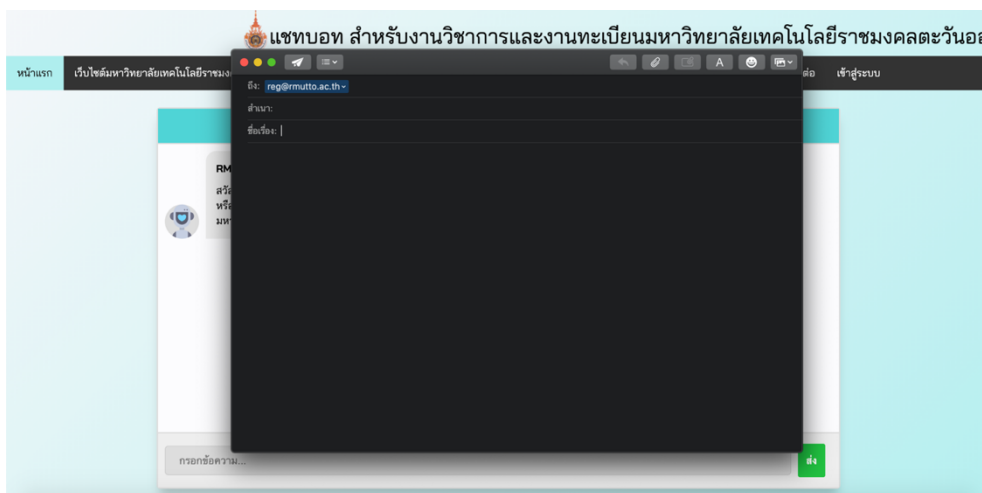 แชทบอท สำหรับงานวิชาการและงานทะเบียนมหาวิทยาลัยเทคโนโลยีราชมงคลตะวันออ
หน้าแรก เว็บไซต์มหาวิทยาลัยเทคโนโลยีราชมง ต่อ เข้าสู่ระบบ
ถึง: reg@rmutto.ac.th
สำเนา:
ชื่อเรื่อง:
RM
สวัส
หรือ
มหา
กรอกข้อความ...
ส่ง